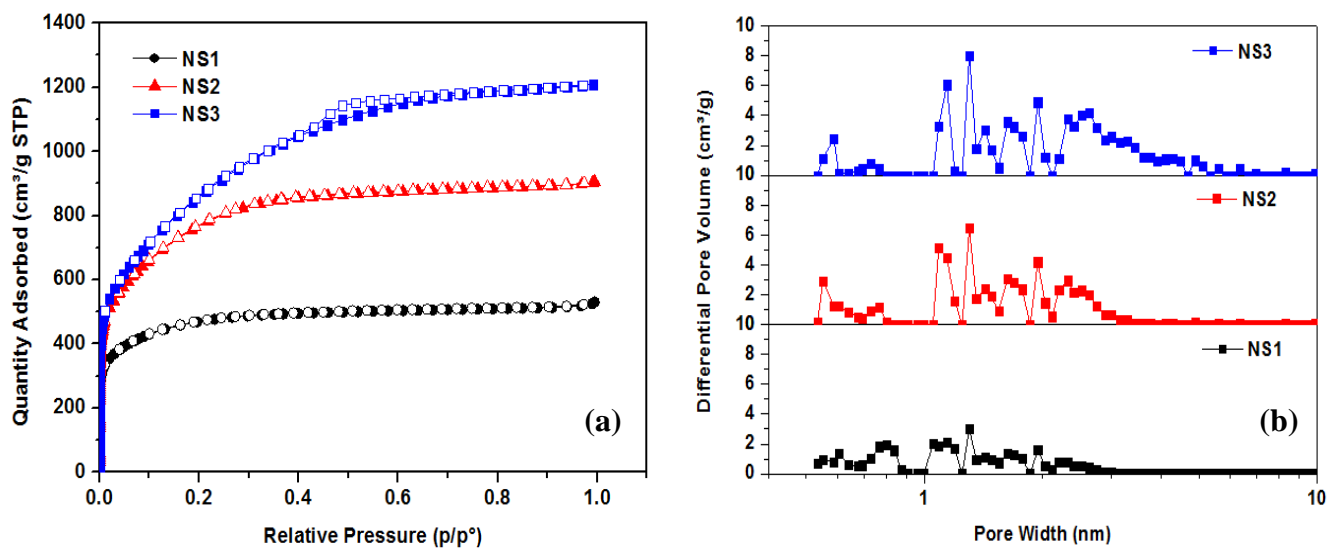 1400
1200
1000
800
600
400
200
0
Quantity Adsorbed (cm³/g STP)
NS1
NS2
NS3
(a)
0.0 0.2 0.4 0.6 0.8 1.0
Relative Pressure (p/p°)
10
8
6
4
2
10
8
6
4
2
10
8
6
4
2
0
Differential Pore Volume (cm³/g)
NS3
NS2
NS1
(b)
1 10
Pore Width (nm)